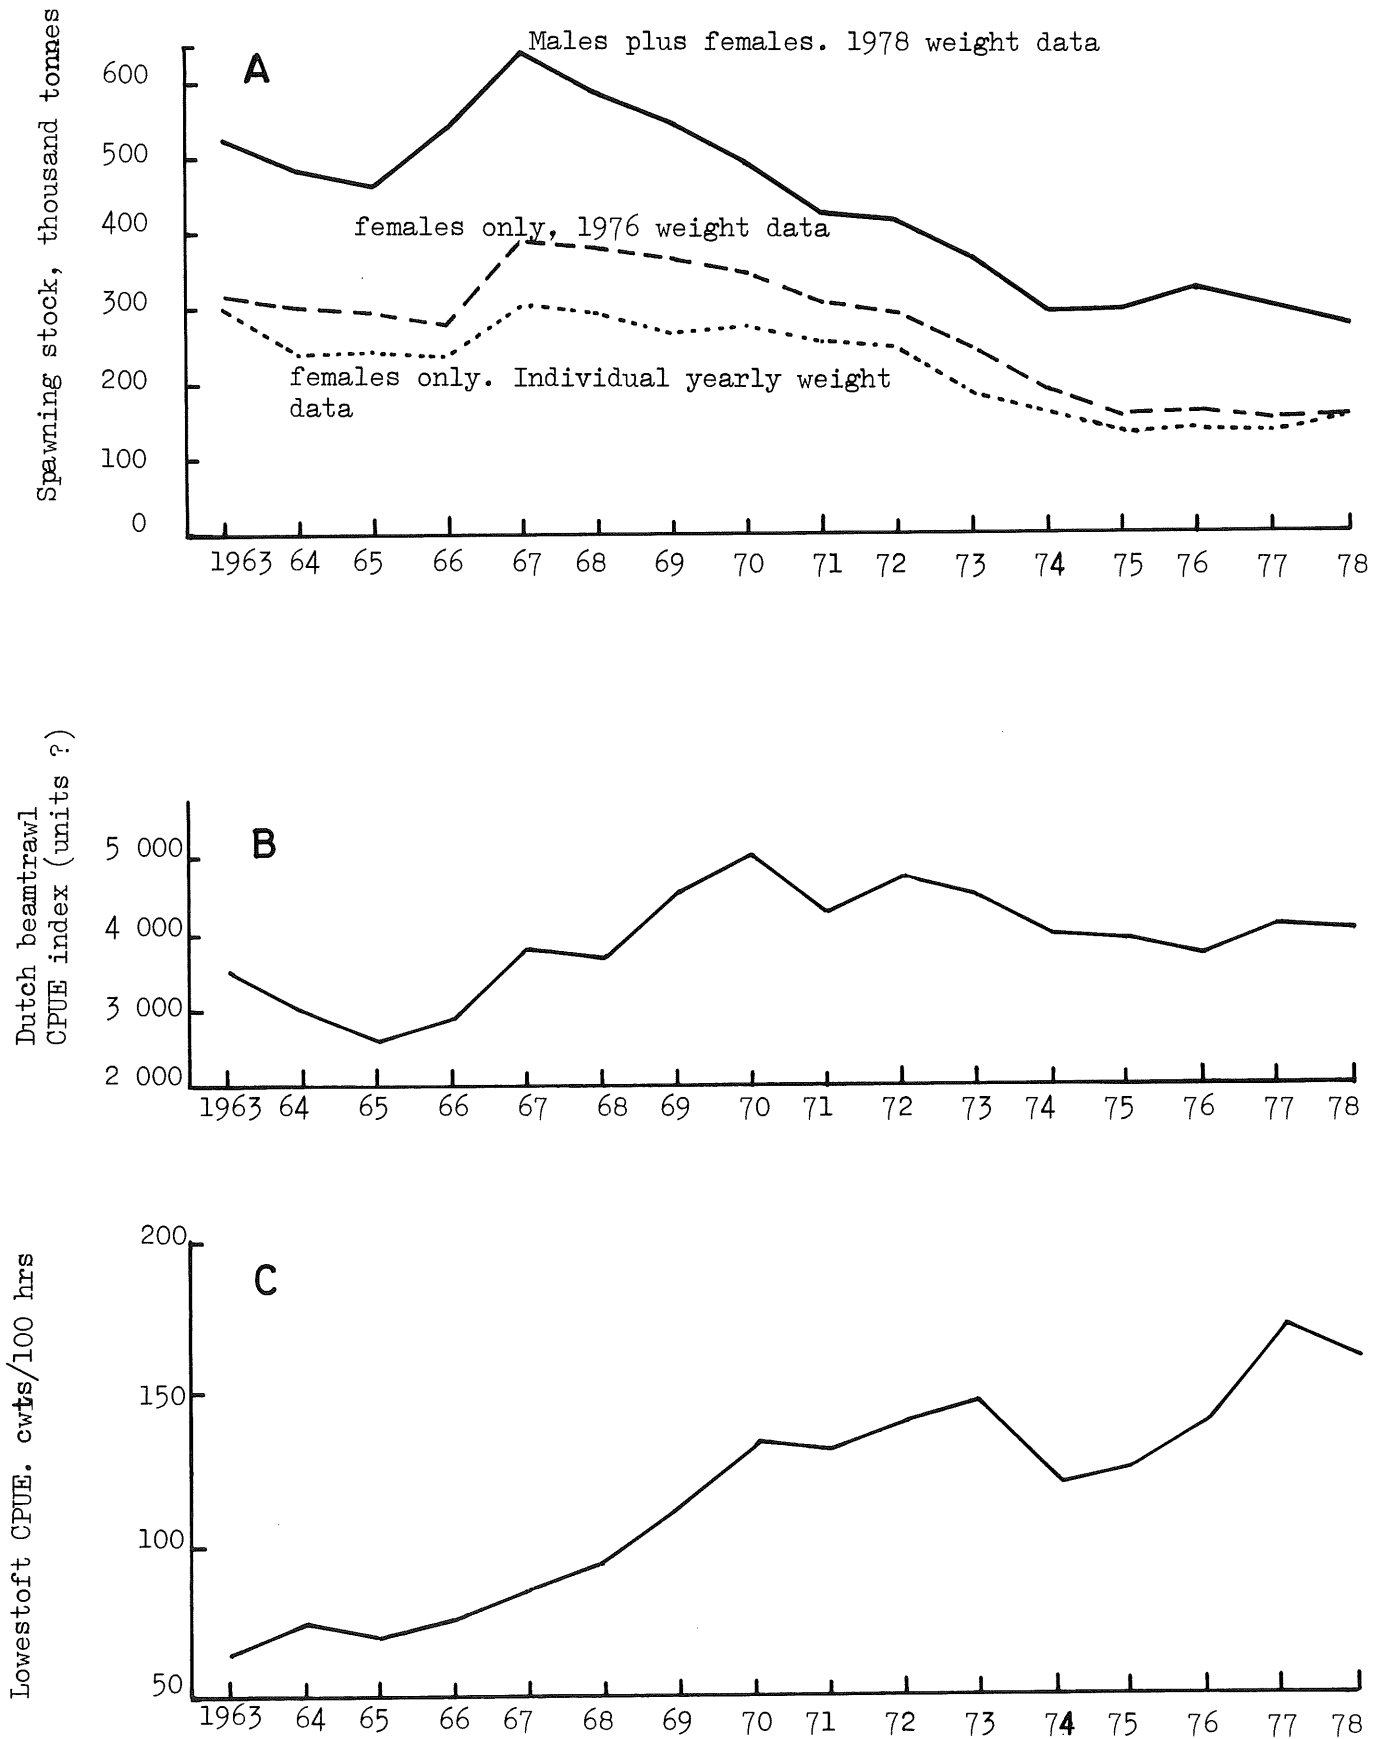 Spawning stock, thousand tonnes
A
Males plus females. 1978 weight data
600
500
400
females only, 1976 weight data
300
200
females only. Individual yearly weight
data
100
0
1963 64 65 66 67 68 69 70 71 72 73 74 75 76 77 78
Dutch beamtrawl
CPUE index (units ?)
B
5 000
4 000
3 000
2 000
1963 64 65 66 67 68 69 70 71 72 73 74 75 76 77 78
Lowestoft CPUE. cwts/100 hrs
C
200
150
100
50
1963 64 65 66 67 68 69 70 71 72 73 74 75 76 77 78